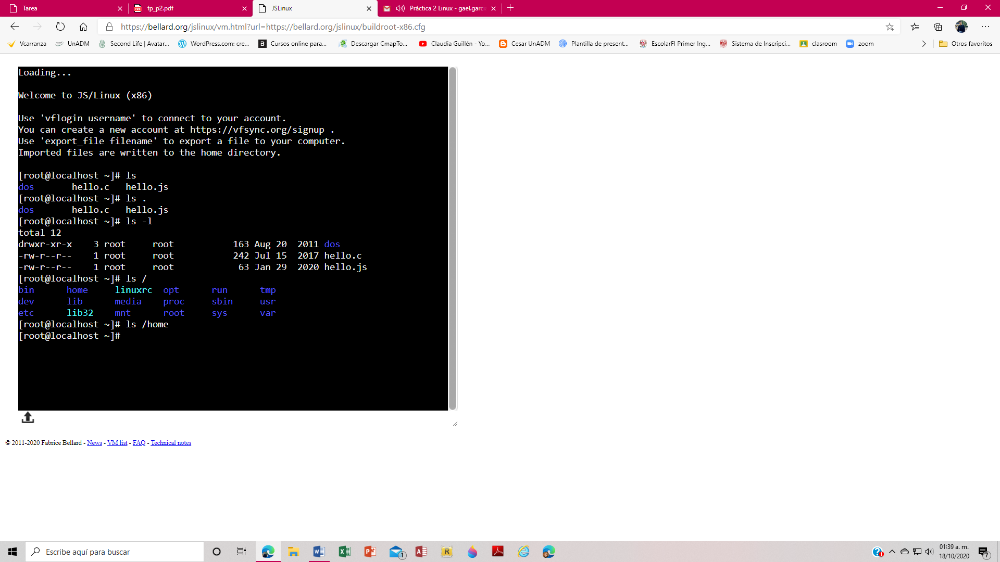 Tarea
fp_p2.pdf
JSLinux
Práctica 2 Linux - gael.garci
https://bellard.org/jslinux/vm.html?url=https://bellard.org/jslinux/buildroot-x86.cfg
Vcarranza
UnADM
Second Life | Avatar...
WordPress.com: cre...
Cursos online para...
Descargar CmapTo...
Claudia Guillén - Yo...
Cesar UnADM
Plantilla de present...
EscolarFI Primer Ing...
Sistema de Inscripci...
clasroom
zoom
Otros favoritos
Loading...
Welcome to JS/Linux (x86)
Use 'vflogin username' to connect to your account.
You can create a new account at https://vfsync.org/signup .
Use 'export_file filename' to export a file to your computer.
Imported files are written to the home directory.
[root@localhost ~]# ls
dos       hello.c   hello.js
[root@localhost ~]# ls .
dos       hello.c   hello.js
[root@localhost ~]# ls -l
total 12
drwxr-xr-x    3 root     root           163 Aug 20  2011 dos
-rw-r--r--    1 root     root           242 Jul 15  2017 hello.c
-rw-r--r--    1 root     root            63 Jan 29  2020 hello.js
[root@localhost ~]# ls /
bin      home     linuxrc  opt      run      tmp
dev      lib      media    proc     sbin     usr
etc      lib32    mnt      root     sys      var
[root@localhost ~]# ls /home
[root@localhost ~]#
© 2011-2020 Fabrice Bellard - News - VM list - FAQ - Technical notes
Escribe aquí para buscar
1
01:39 a. m.
18/10/2020
7